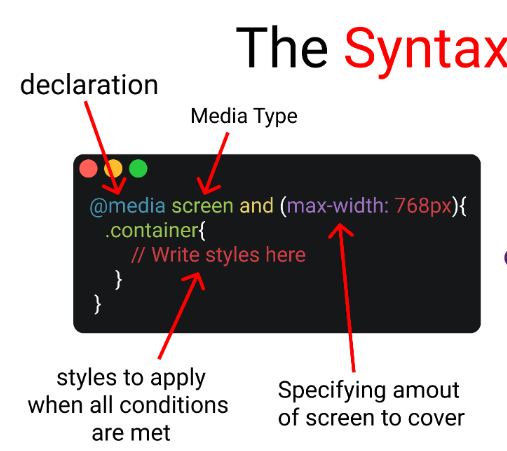 The Syntax
declaration
Media Type
@media screen and (max-width: 768px){
.container{
// Write styles here
}
}
styles to apply
when all conditions
are met
Specifying amout
of screen to cover